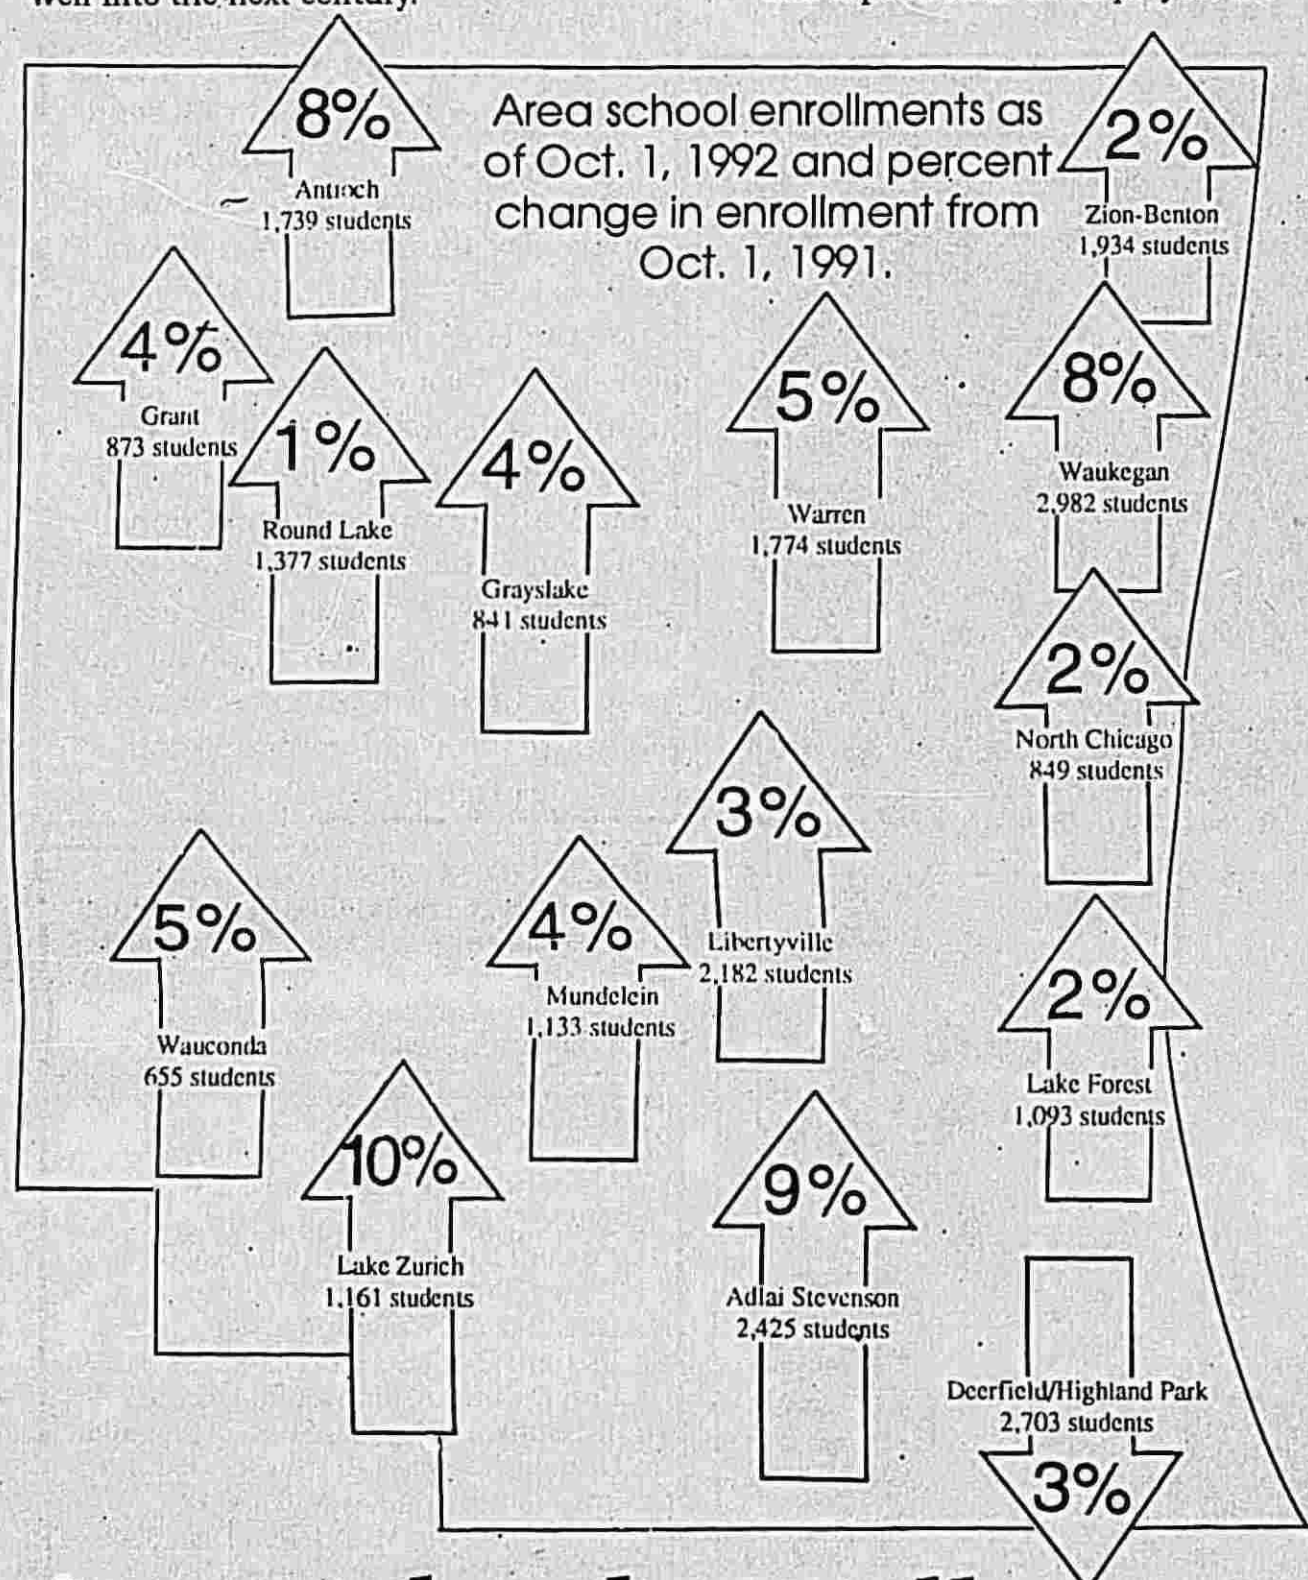 well into the next century.
8%
Antioch
1,739 students
Area school enrollments as
of Oct. 1, 1992 and percent
change in enrollment from
Oct. 1, 1991.
2%
Zion-Benton
1,934 students
4%
Grant
873 students
1%
Round Lake
1,377 students
4%
Grayslake
841 students
5%
Warren
1,774 students
8%
Waukegan
2,982 students
2%
North Chicago
849 students
3%
Libertyville
2,182 students
5%
Wauconda
655 students
4%
Mundelein
1,133 students
2%
Lake Forest
1,093 students
10%
Lake Zurich
1,161 students
9%
Adlai Stevenson
2,425 students
Deerfield/Highland Park
2,703 students
3%